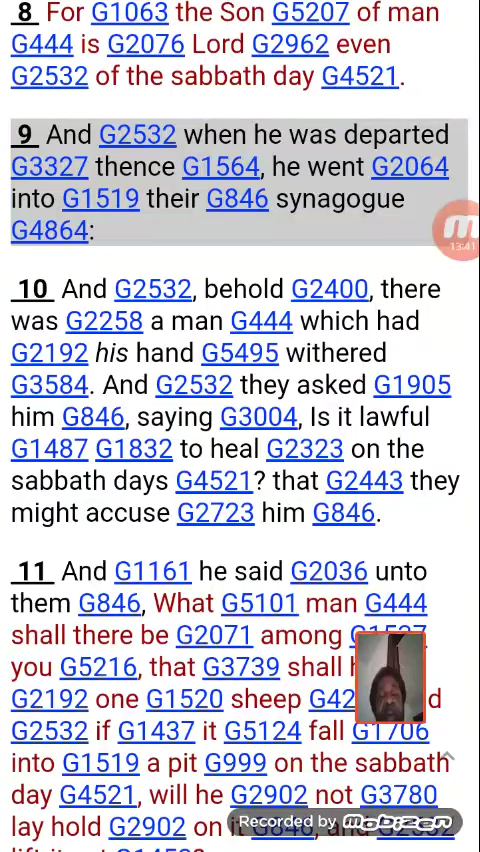 8 For G1063 the Son G5207 of man
G444 is G2076 Lord G2962 even
G2532 of the sabbath day G4521.
9 And G2532 when he was departed
G3327 thence G1564, he went G2064
into G1519 their G846 synagogue
G4864:
13:41
10 And G2532, behold G2400, there
was G2258 a man G444 which had
G2192 his hand G5495 withered
G3584. And G2532 they asked G1905
him G846, saying G3004, Is it lawful
G1487 G1832 to heal G2323 on the
sabbath days G4521? that G2443 they
might accuse G2723 him G846.
11 And G1161 he said G2036 unto
them G846, What G5101 man G444
shall there be G2071 among
you G5216, that G3739 shall
G2192 one G1520 sheep
G2532 if G1437 it G5124 fall G1706
into G1519 a pit G999 on the sabbath
day G4521, will he G2902 not G3780
lay hold G2902 on
Recorded by MOBIZEN